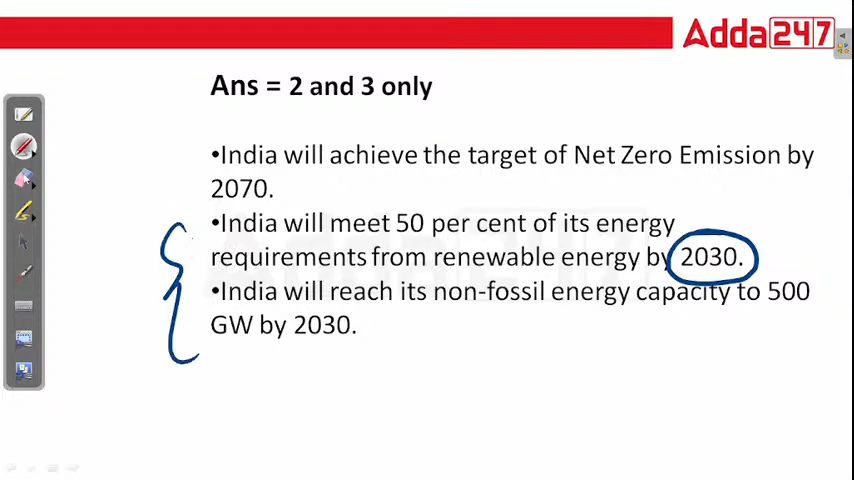 Adda247
Ans = 2 and 3 only
•India will achieve the target of Net Zero Emission by
2070.
•India will meet 50 per cent of its energy
requirements from renewable energy by 2030.
•India will reach its non-fossil energy capacity to 500
GW by 2030.